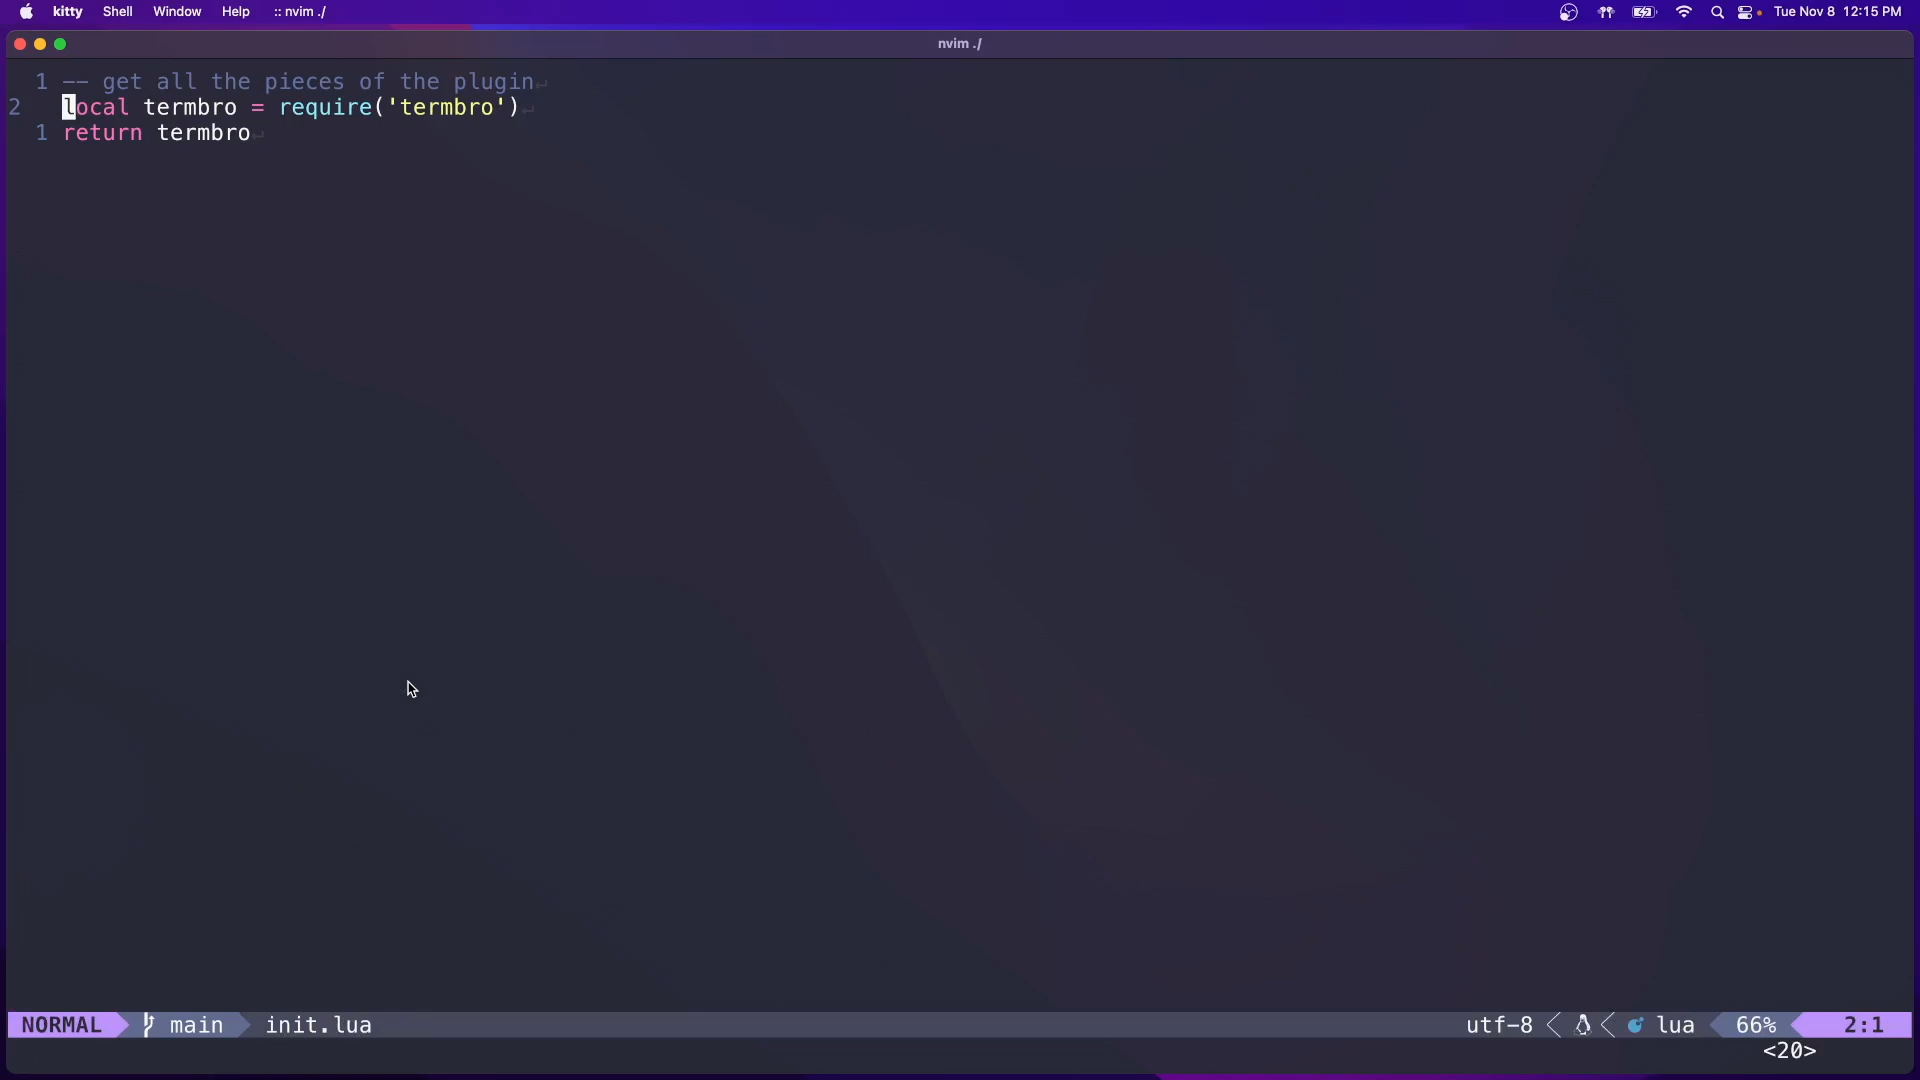 kitty Shell Window Help :: nvim ./ Tue Nov 8 12:15 PM
nvim ./
1 -- get all the pieces of the plugin
2 local termbro = require('termbro')
1 return termbro
NORMAL main init.lua utf-8 lua 66% 2:1
<20>